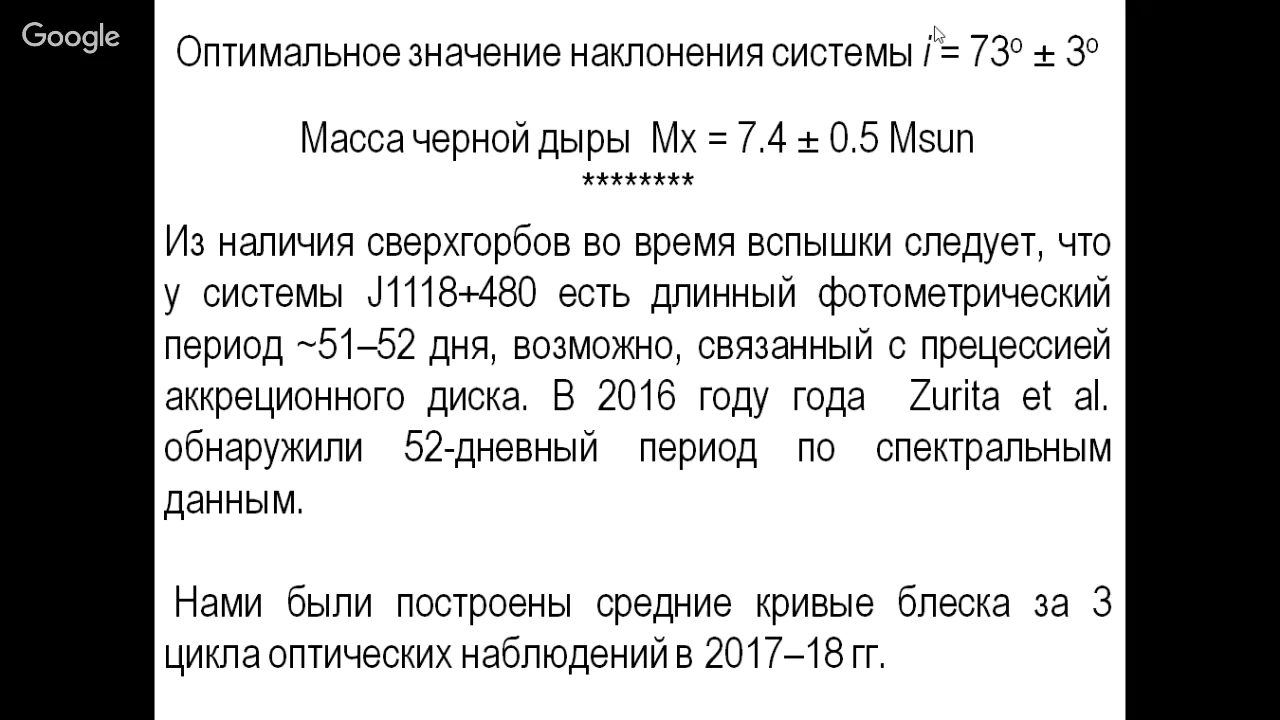 Google
Оптимальное значение наклонения системы i = 73º ± 3º
Масса черной дыры Mx = 7.4 ± 0.5 Msun
********
Из наличия сверхгорбов во время вспышки следует, что
у системы J1118+480 есть длинный фотометрический
период ~51–52 дня, возможно, связанный с прецессией
аккреционного диска. В 2016 году года Zurita et al.
обнаружили 52-дневный период по спектральным
данным.
Нами были построены средние кривые блеска за 3
цикла оптических наблюдений в 2017–18 гг.